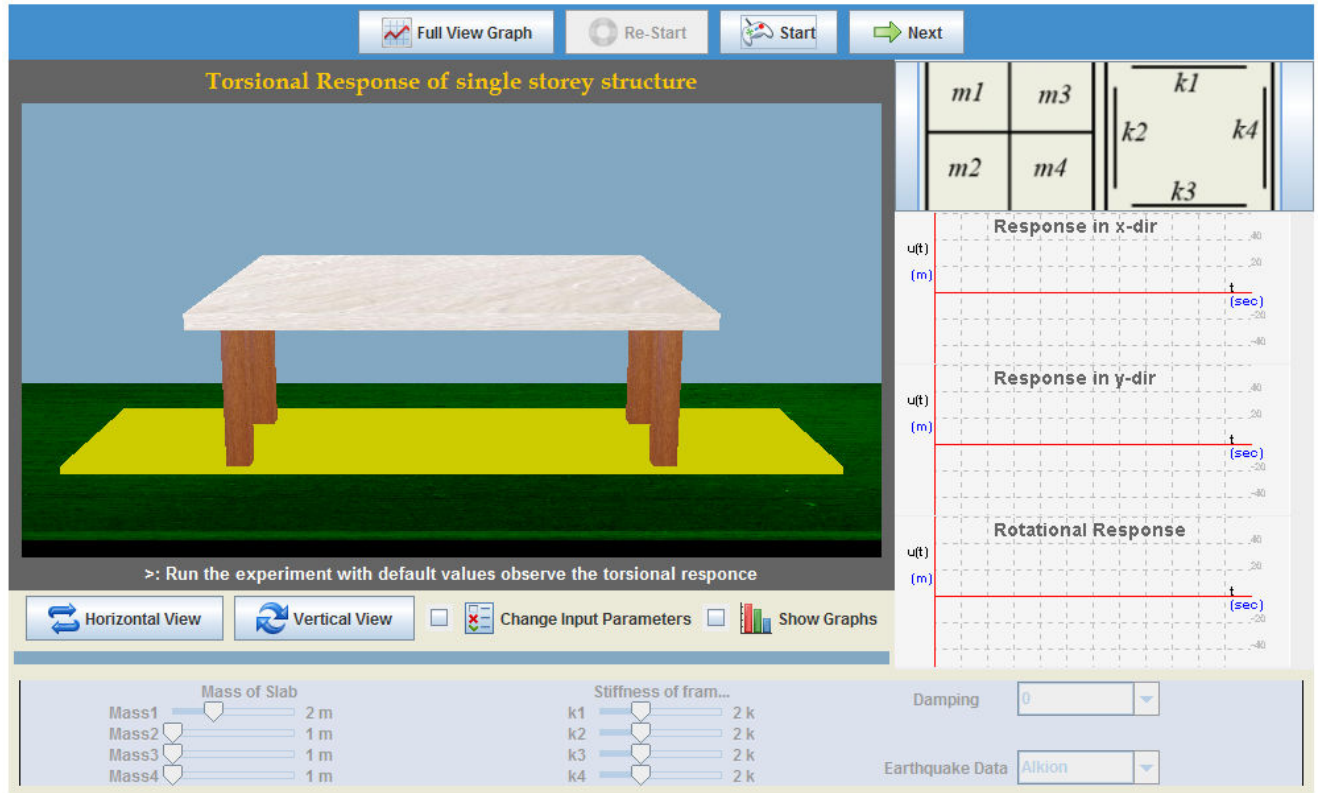 Full View Graph Re-Start Start Next
Torsional Response of single storey structure
m1 m3
m2 m4
k1
k2 k4
k3
Response in x-dir
u(t)
(m)
40
20
t
(sec)
-20
-40
Response in y-dir
u(t)
(m)
40
20
t
(sec)
-20
-40
Rotational Response
u(t)
(m)
40
20
t
(sec)
-20
-40
>: Run the experiment with default values observe the torsional responce
Horizontal View Vertical View Change Input Parameters Show Graphs
Mass of Slab
Mass1 2 m
Mass2 1 m
Mass3 1 m
Mass4 1 m
Stiffness of fram...
k1 2 k
k2 2 k
k3 2 k
k4 2 k
Damping 0
Earthquake Data Alkion